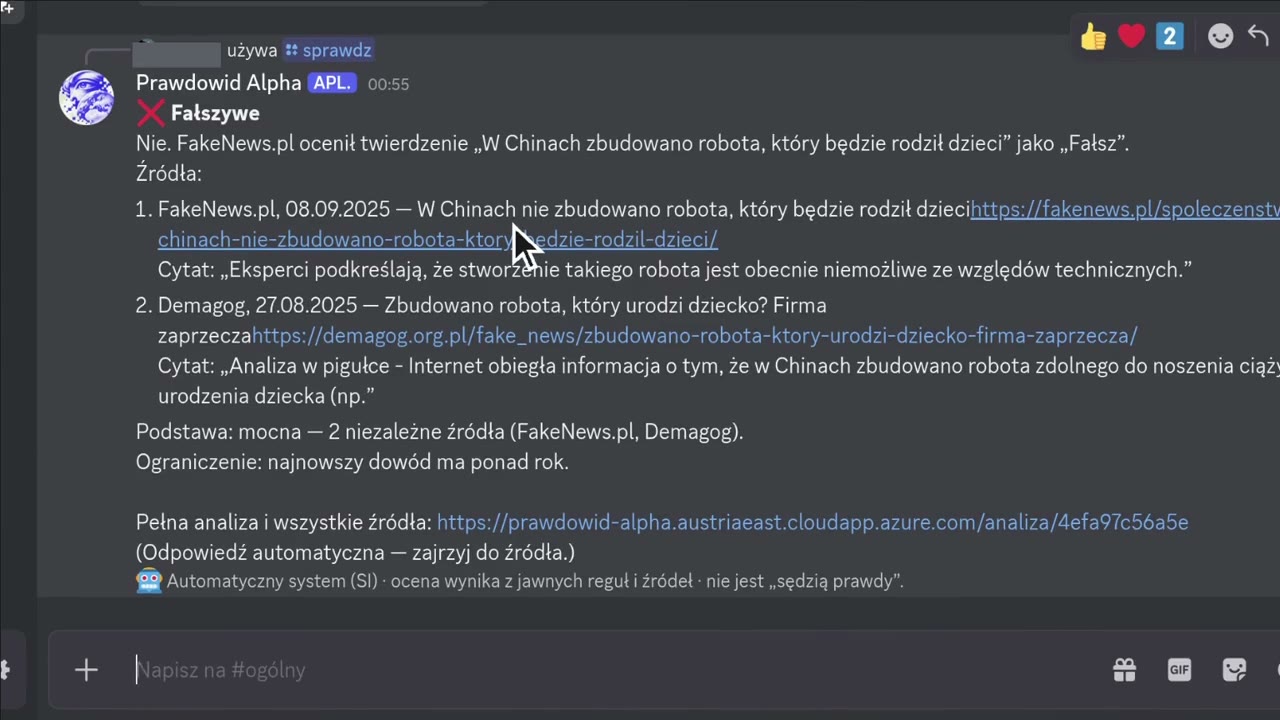 używa sprawdz
Prawdowid Alpha APL. 00:55
❌ Fałszywe
Nie. FakeNews.pl ocenił twierdzenie „W Chinach zbudowano robota, który będzie rodził dzieci” jako „Fałsz”.
Źródła:
1. FakeNews.pl, 08.09.2025 — W Chinach nie zbudowano robota, który będzie rodził dziecihttps://fakenews.pl/spoleczenstw
chinach-nie-zbudowano-robota-ktory-bedzie-rodzil-dzieci/
Cytat: „Eksperci podkreślają, że stworzenie takiego robota jest obecnie niemożliwe ze względów technicznych.”
2. Demagog, 27.08.2025 — Zbudowano robota, który urodzi dziecko? Firma
zaprzeczahttps://demagog.org.pl/fake_news/zbudowano-robota-ktory-urodzi-dziecko-firma-zaprzecza/
Cytat: „Analiza w pigułce - Internet obiegła informacja o tym, że w Chinach zbudowano robota zdolnego do noszenia ciąży
urodzenia dziecka (np.”
Podstawa: mocna — 2 niezależne źródła (FakeNews.pl, Demagog).
Ograniczenie: najnowszy dowód ma ponad rok.
Pełna analiza i wszystkie źródła: https://prawdowid-alpha.austriaeast.cloudapp.azure.com/analiza/4efa97c56a5e
(Odpowiedź automatyczna — zajrzyj do źródła.)
Automatyczny system (SI) · ocena wynika z jawnych reguł i źródeł · nie jest „sędzią prawdy”.
Napisz na #ogólny
GIF